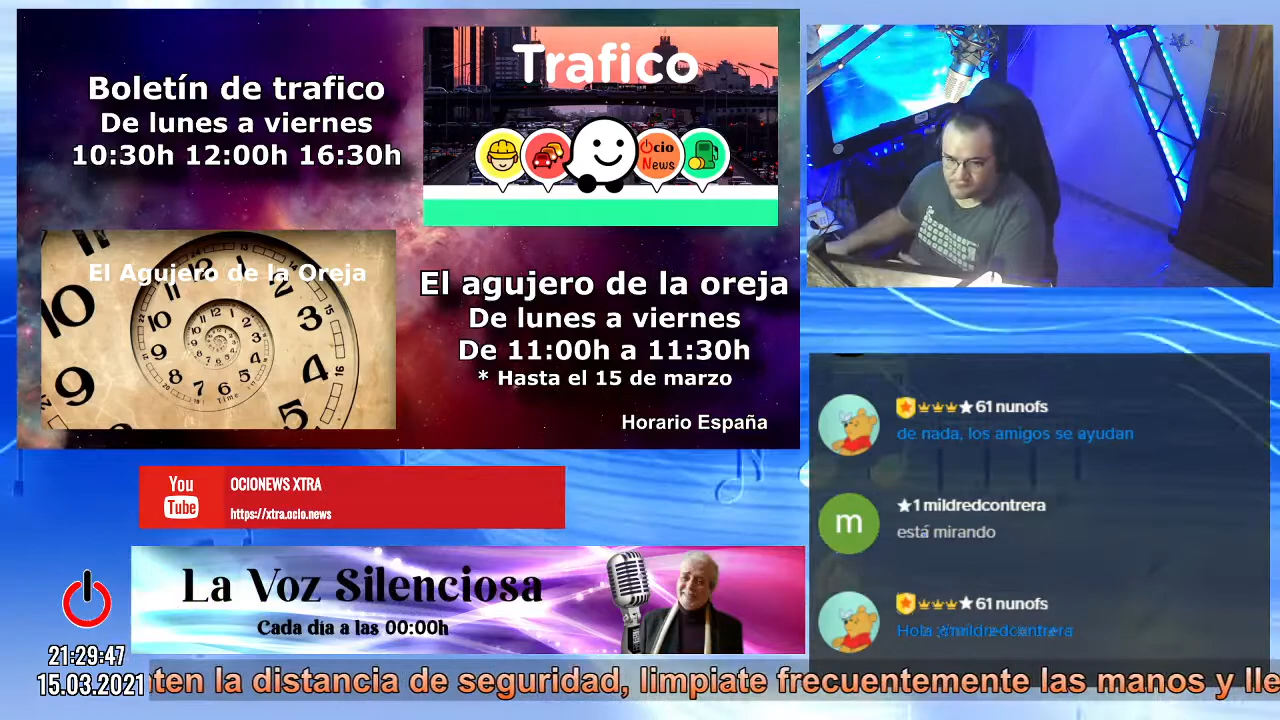 Boletín de trafico
De lunes a viernes
10:30h 12:00h 16:30h
Trafico
Ocio
News
El Agujero de la Oreja
Time
El agujero de la oreja
De lunes a viernes
De 11:00h a 11:30h
* Hasta el 15 de marzo
Horario España
61 nunofs
de nada, los amigos se ayudan
m
1 mildredcontrera
está mirando
61 nunofs
Hola @mildredcontrera
You
Tube
OCIONEWS XTRA
https://xtra.ocio.news
La Voz Silenciosa
Cada dia a las 00:00h
21:29:47
15.03.2021
ten la distancia de seguridad, limpiate frecuentemente las manos y lle